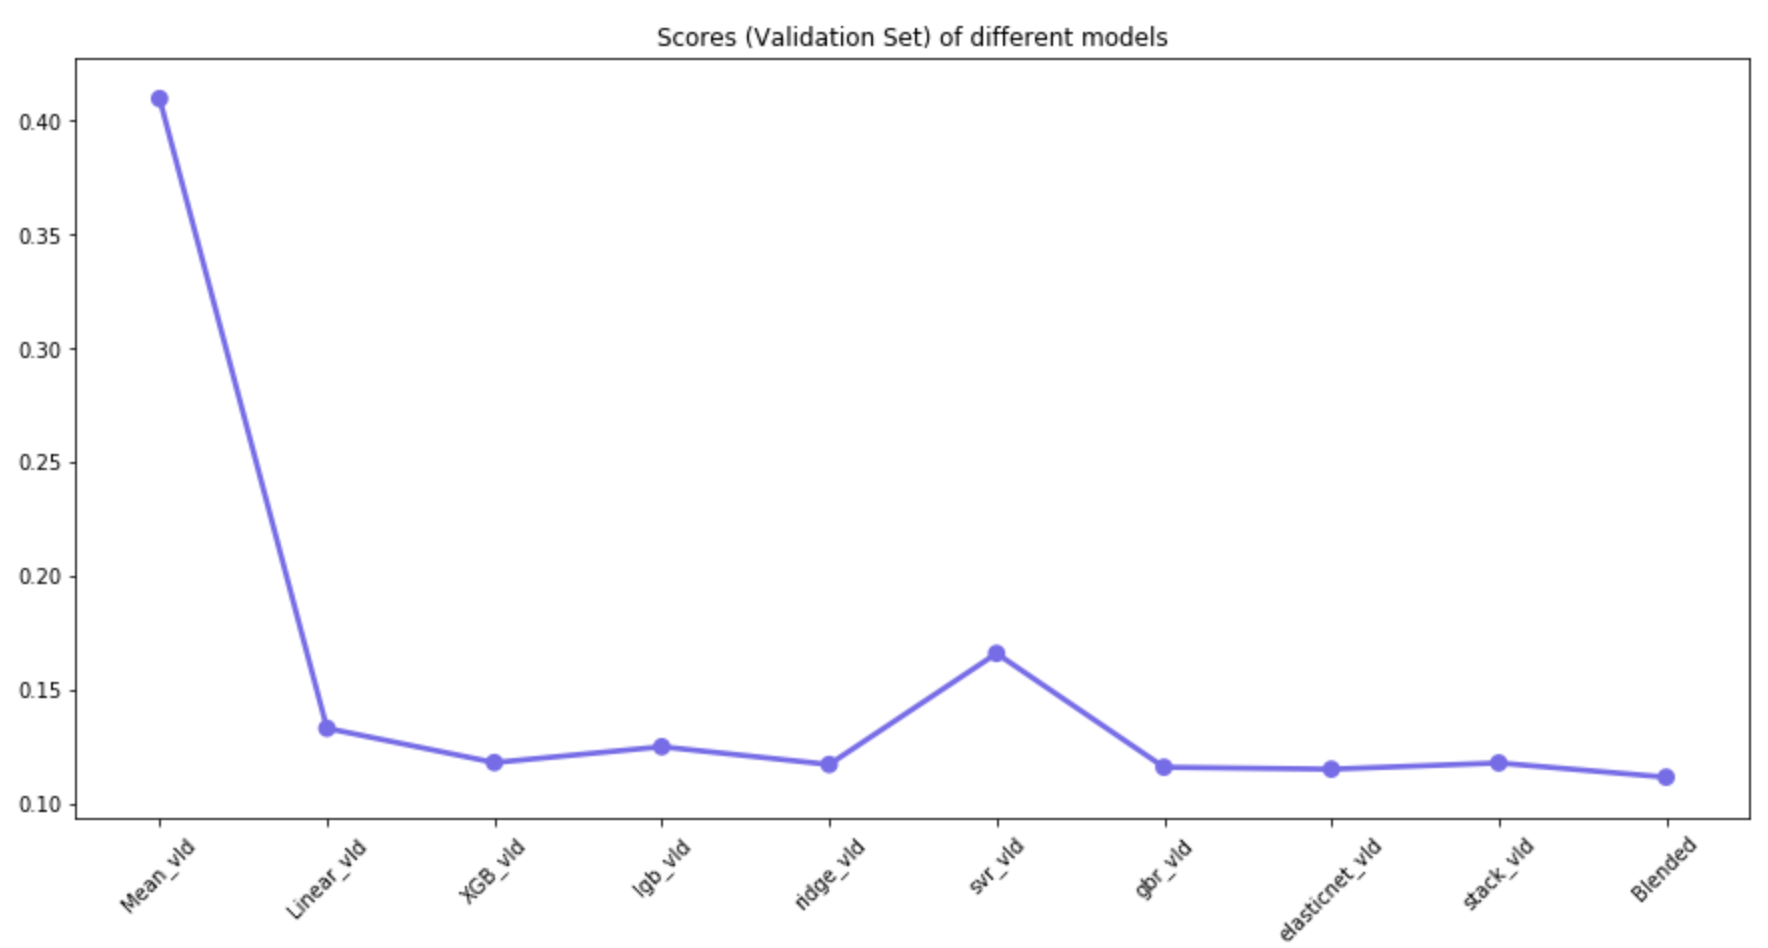 Scores (Validation Set) of different models
0.40
0.35
0.30
0.25
0.20
0.15
0.10
Mean_vld
Linear_vld
XGB_vld
lgb_vld
ridge_vld
svr_vld
gbr_vld
elasticnet_vld
stack_vld
Blended